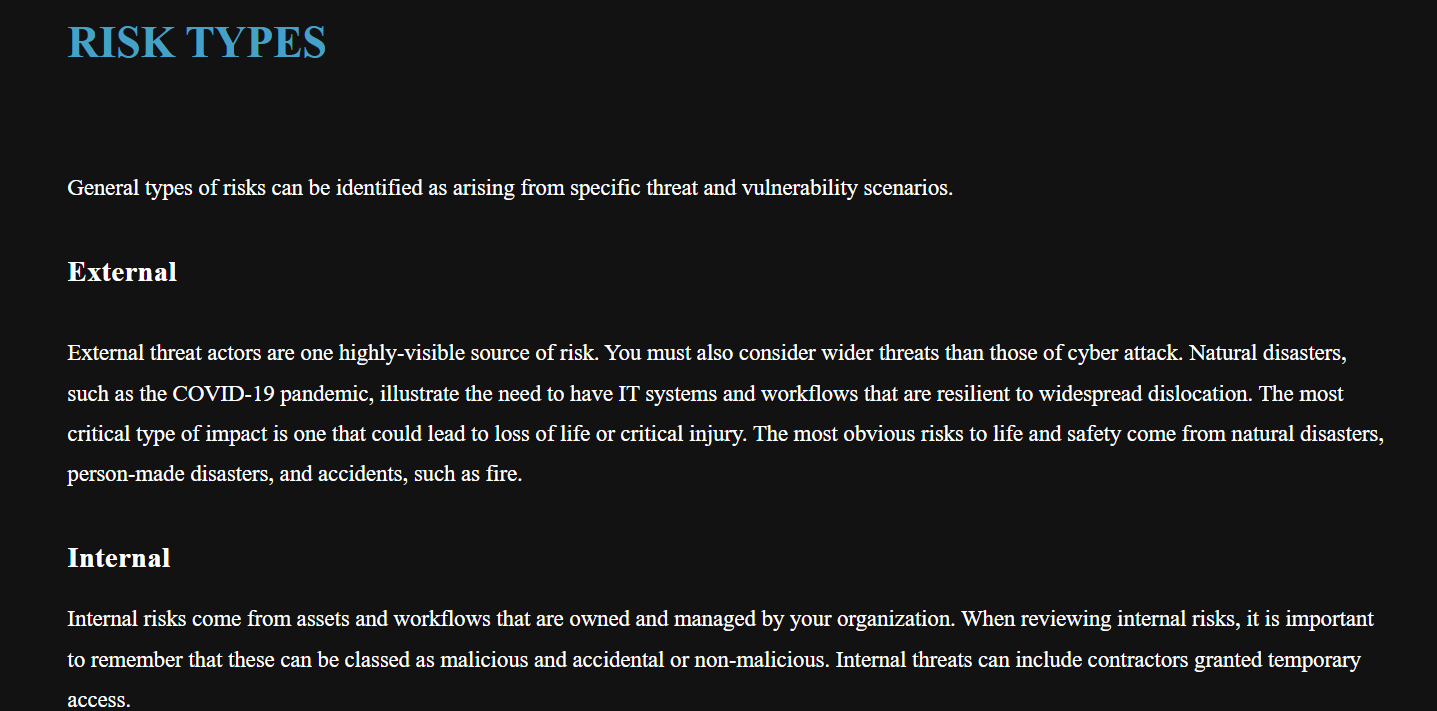 RISK TYPES
General types of risks can be identified as arising from specific threat and vulnerability scenarios.
External
External threat actors are one highly-visible source of risk. You must also consider wider threats than those of cyber attack. Natural disasters,
such as the COVID-19 pandemic, illustrate the need to have IT systems and workflows that are resilient to widespread dislocation. The most
critical type of impact is one that could lead to loss of life or critical injury. The most obvious risks to life and safety come from natural disasters,
person-made disasters, and accidents, such as fire.
Internal
Internal risks come from assets and workflows that are owned and managed by your organization. When reviewing internal risks, it is important
to remember that these can be classed as malicious and accidental or non-malicious. Internal threats can include contractors granted temporary
access.